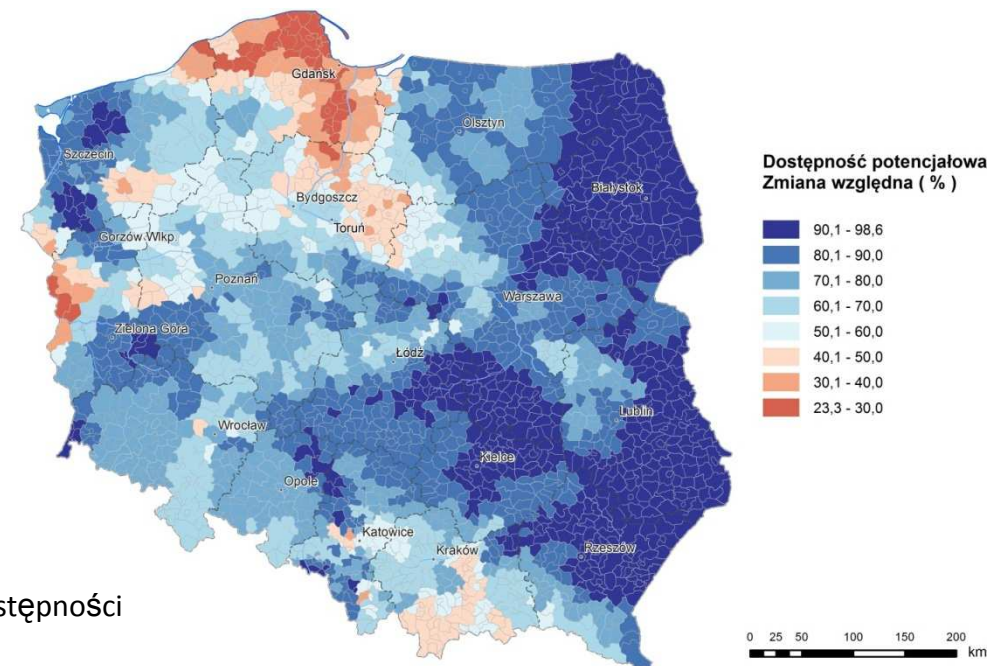 Gdańsk
Olsztyn
Szczecin
Białystok
Bydgoszcz
Toruń
Gorzów Wlkp.
Poznań
Warszawa
Zielona Góra
Łódź
Lublin
Wrocław
Kielce
Opole
Katowice
Kraków
Rzeszów
Dostępność potencjałowa
Zmiana względna ( % )
90,1 - 98,6
80,1 - 90,0
70,1 - 80,0
60,1 - 70,0
50,1 - 60,0
40,1 - 50,0
30,1 - 40,0
23,3 - 30,0
stępności
0 25 50 100 150 200
km